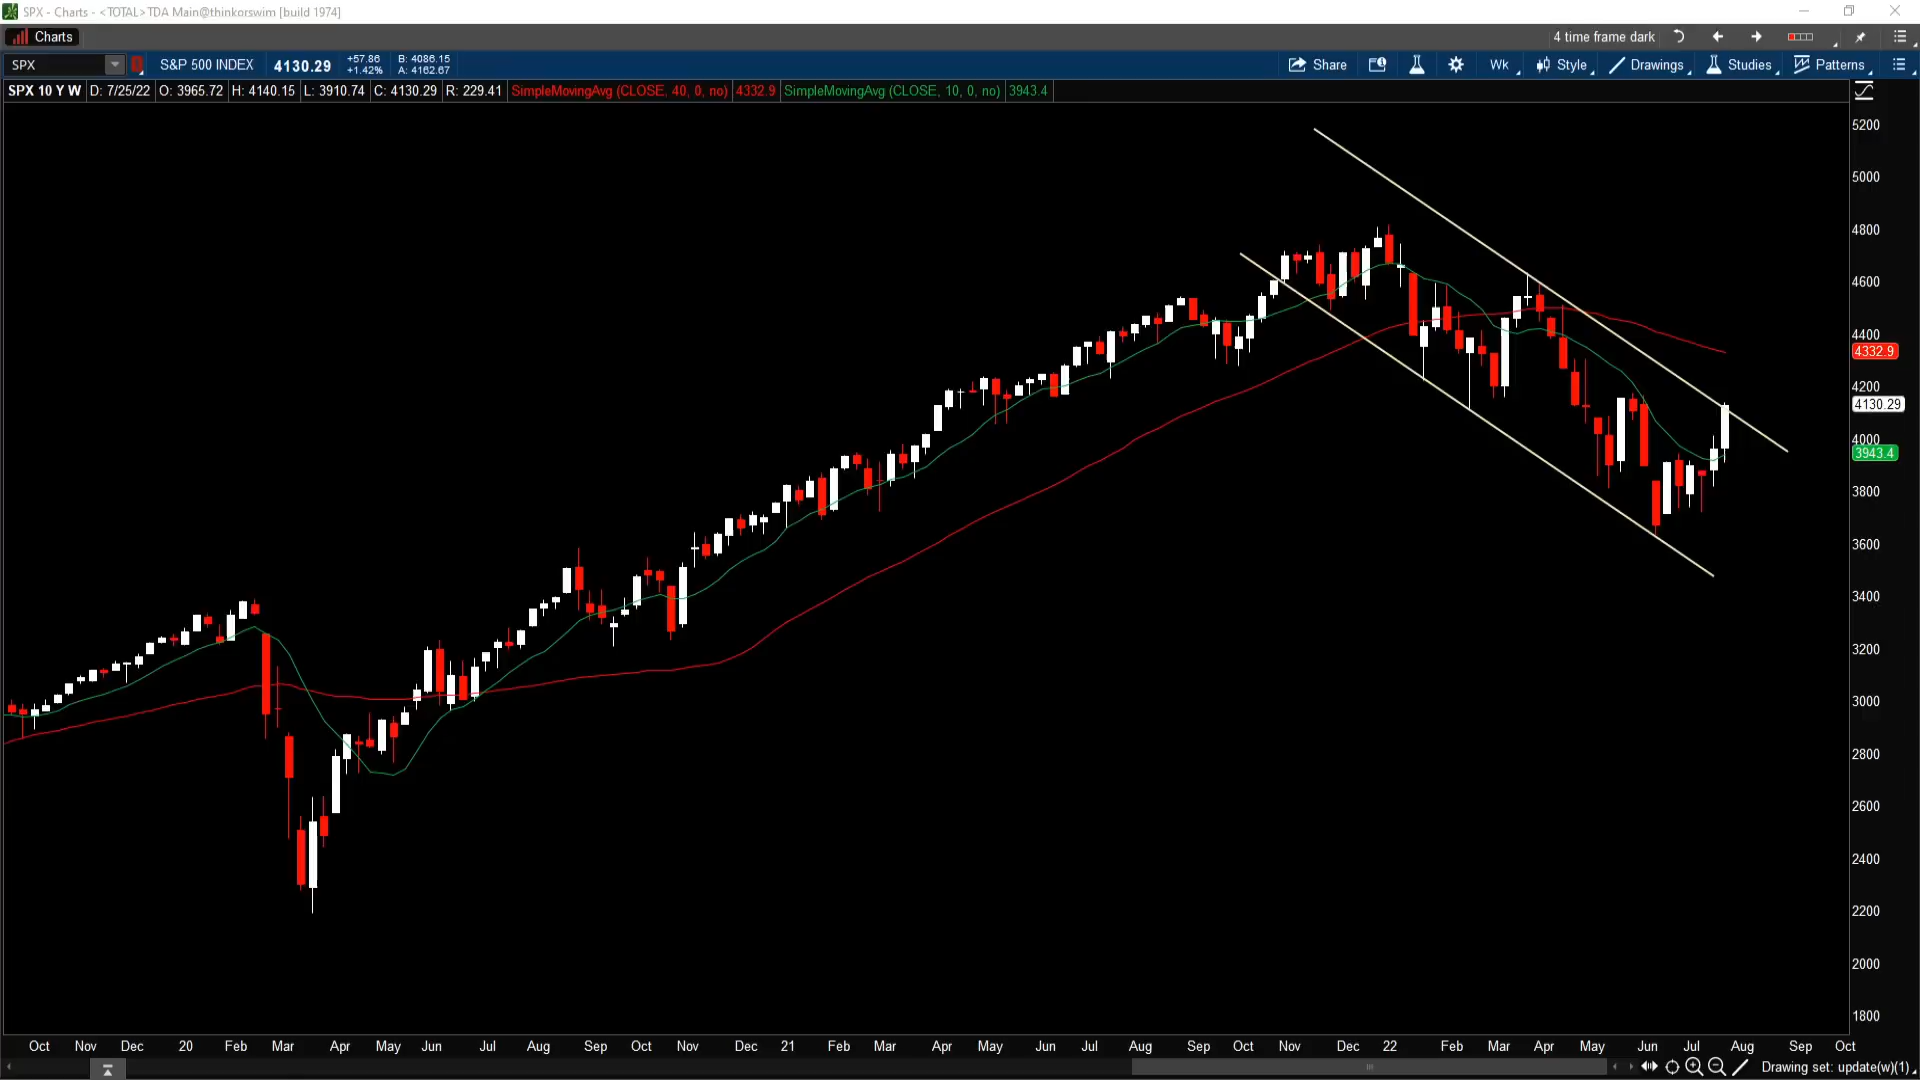 SPX - Charts - <TOTAL>TDA Main@thinkorswim [build 1974]
Charts
4 time frame dark
SPX
S&P 500 INDEX
4130.29
+57.86
+1.42%
B: 4086.15
A: 4162.67
Share
Wk
Style
Drawings
Studies
Patterns
SPX 10 Y W D: 7/25/22 O: 3965.72 H: 4140.15 L: 3910.74 C: 4130.29 R: 229.41 SimpleMovingAvg (CLOSE, 40, 0, no) 4332.9 SimpleMovingAvg (CLOSE, 10, 0, no) 3943.4
5200
5000
4800
4600
4400
4332.9
4200
4130.29
4000
3943.4
3800
3600
3400
3200
3000
2800
2600
2400
2200
2000
1800
Oct Nov Dec 20 Feb Mar Apr May Jun Jul Aug Sep Oct Nov Dec 21 Feb Mar Apr May Jun Jul Aug Sep Oct Nov Dec 22 Feb Mar Apr May Jun Jul Aug Sep Oct
Drawing set: update(w)(1)